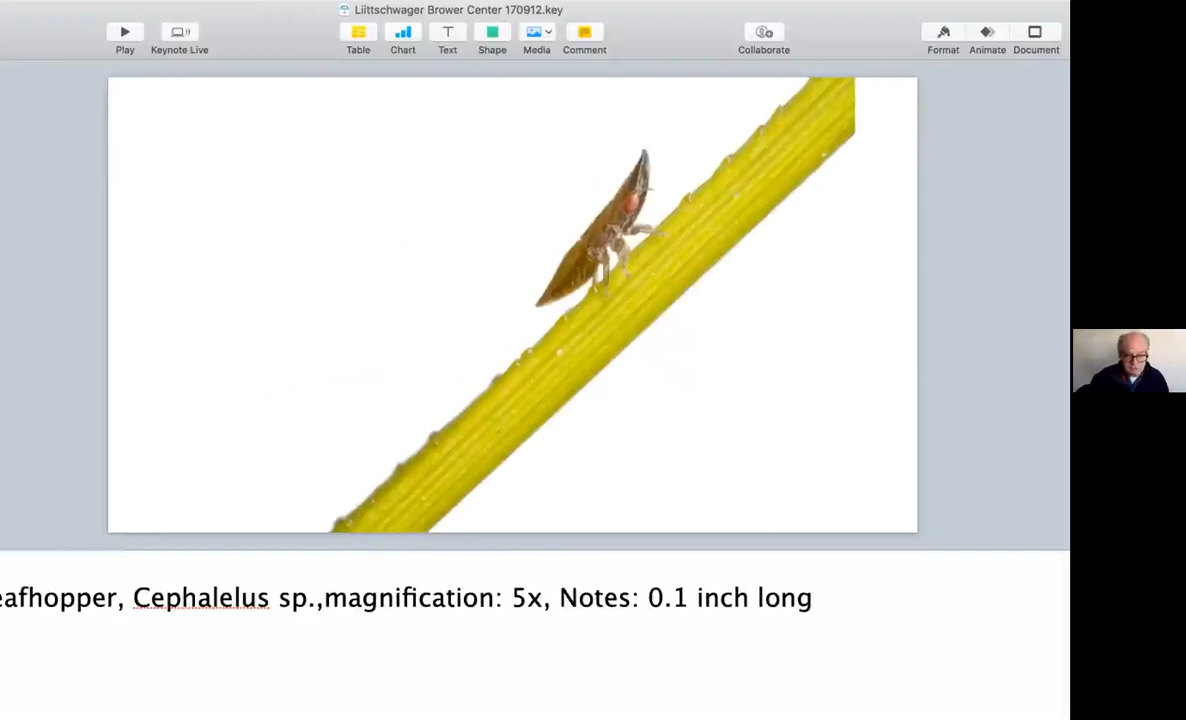 Liittschwager Brower Center 170912.key
Play
Keynote Live
Table
Chart
Text
Shape
Media
Comment
Collaborate
Format
Animate
Document
eafhopper, Cephalelus sp.,magnification: 5x, Notes: 0.1 inch long